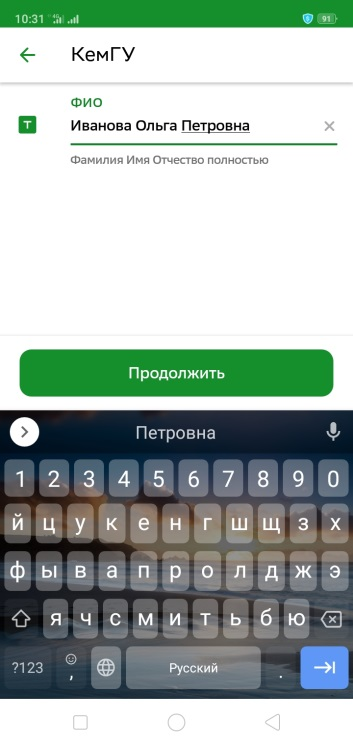 10:31 91
КемГУ
ФИО
Т
Иванова Ольга Петровна
Фамилия Имя Отчество полностью
Продолжить
Петровна
1 2 3 4 5 6 7 8 9 0
й ц у к е н г ш щ з х
ф ы в а п р о л д ж э
я ч с м и т ь б ю
?123 , Русский .